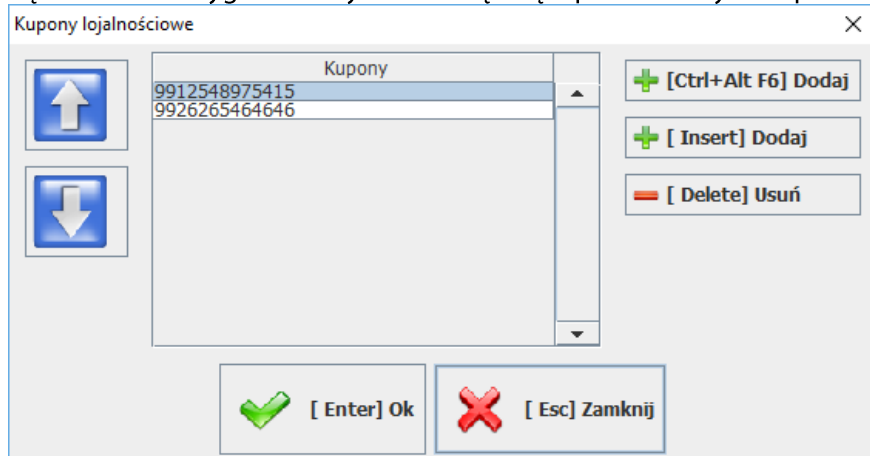 Kupony lojalnościowe
Kupony
9912548975415
9926265464646
[Ctrl+Alt F6] Dodaj
[ Insert] Dodaj
[ Delete] Usuń
[ Enter] Ok
[ Esc] Zamknij